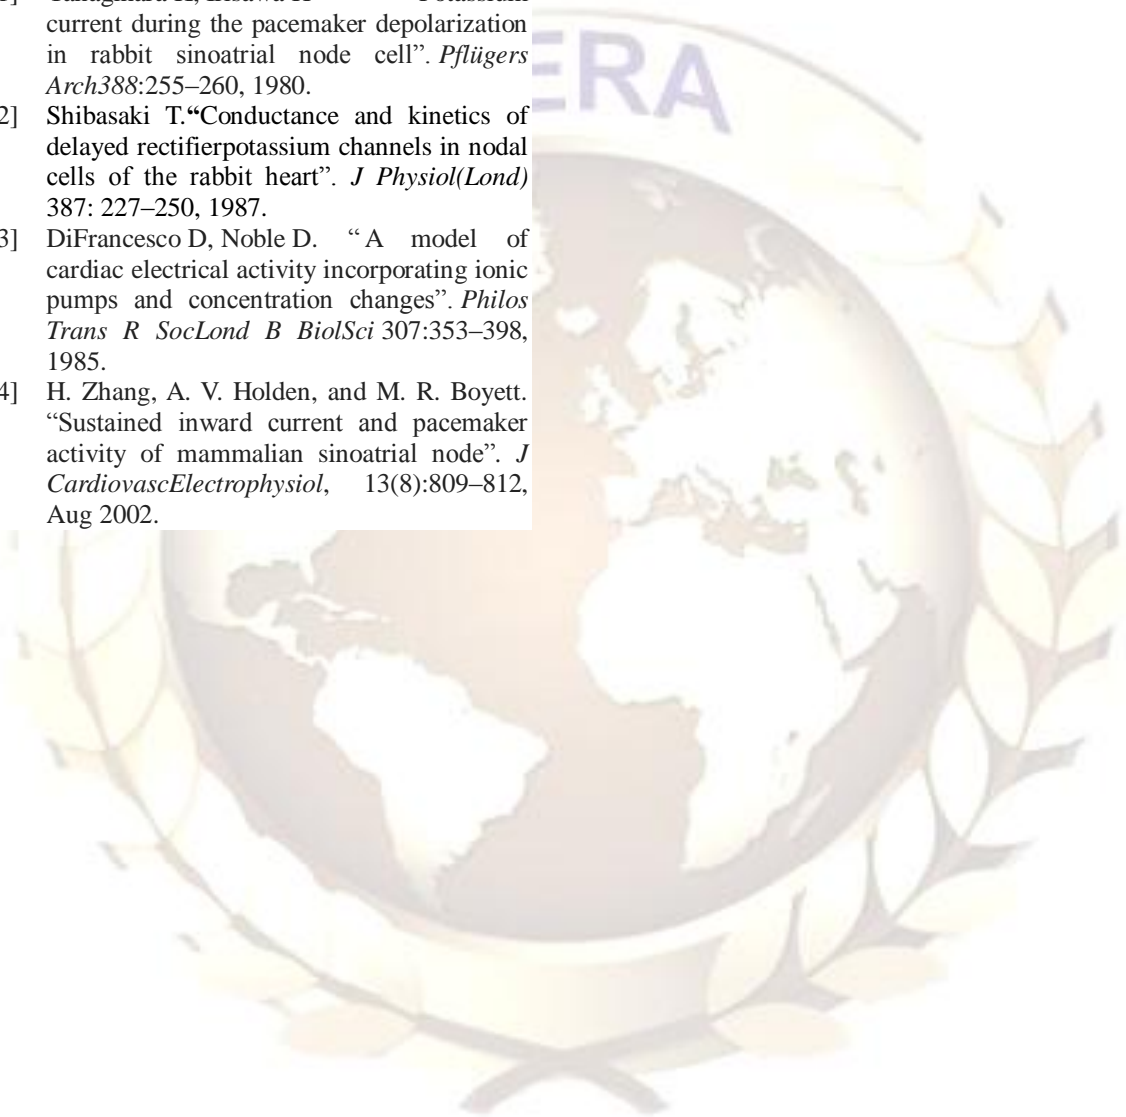 current during the pacemaker depolarization
in rabbit sinoatrial node cell”. Pflügers
Arch388:255–260, 1980.
2] Shibasaki T.“Conductance and kinetics of
delayed rectifierpotassium channels in nodal
cells of the rabbit heart”. J Physiol(Lond)
387: 227–250, 1987.
3] DiFrancesco D, Noble D. “ A model of
cardiac electrical activity incorporating ionic
pumps and concentration changes”. Philos
Trans R SocLond B BiolSci 307:353–398,
1985.
4] H. Zhang, A. V. Holden, and M. R. Boyett.
“Sustained inward current and pacemaker
activity of mammalian sinoatrial node”. J
CardiovascElectrophysiol, 13(8):809–812,
Aug 2002.
ERA